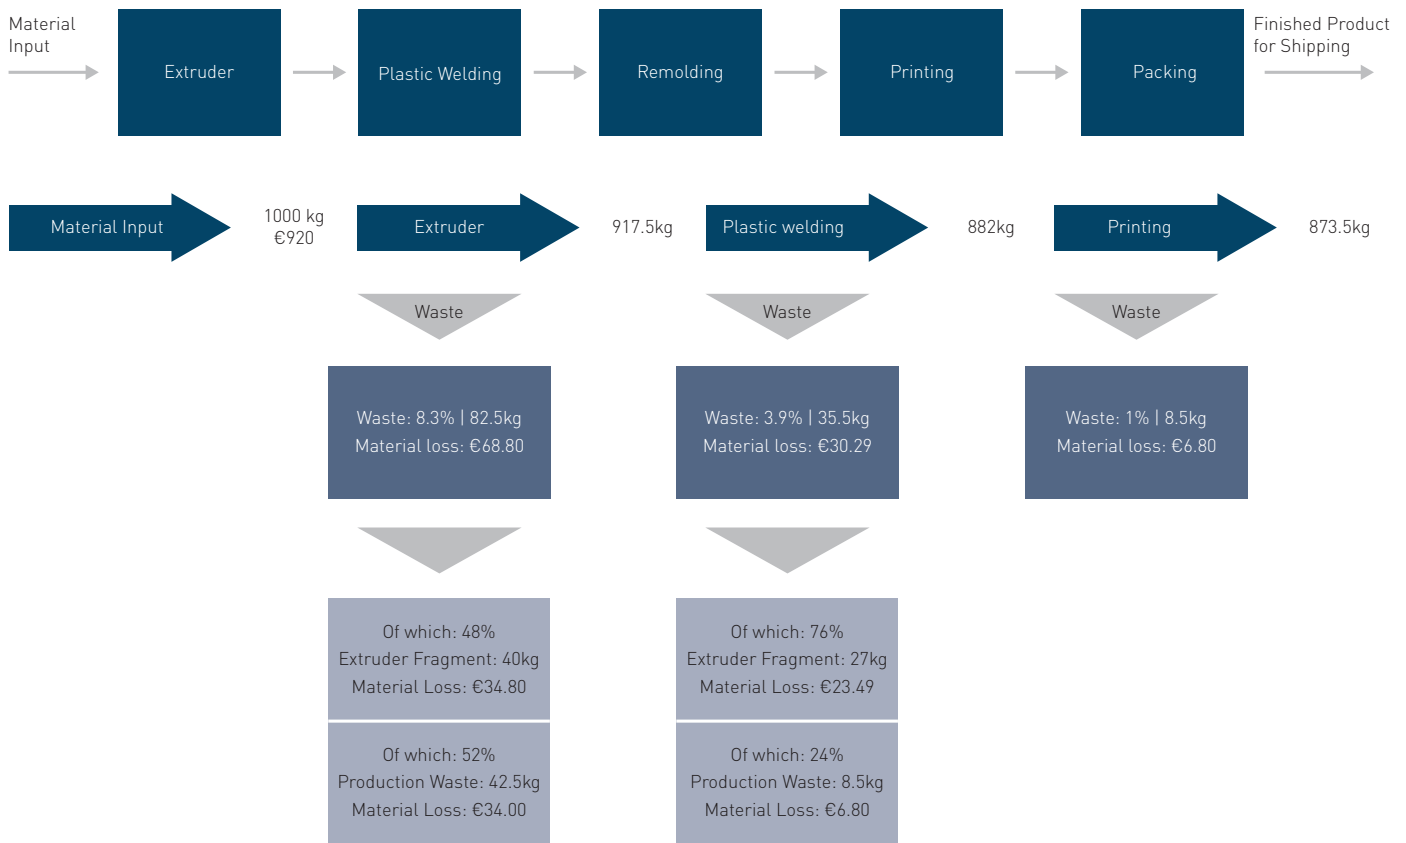 Material
Input
Extruder
Plastic Welding
Remolding
Printing
Packing
Finished Product
for Shipping
Material Input
1000 kg
€920
Extruder
917.5kg
Plastic welding
882kg
Printing
873.5kg
Waste
Waste
Waste
Waste: 8.3% | 82.5kg
Material loss: €68.80
Waste: 3.9% | 35.5kg
Material loss: €30.29
Waste: 1% | 8.5kg
Material loss: €6.80
Of which: 48%
Extruder Fragment: 40kg
Material Loss: €34.80
Of which: 76%
Extruder Fragment: 27kg
Material Loss: €23.49
Of which: 52%
Production Waste: 42.5kg
Material Loss: €34.00
Of which: 24%
Production Waste: 8.5kg
Material Loss: €6.80